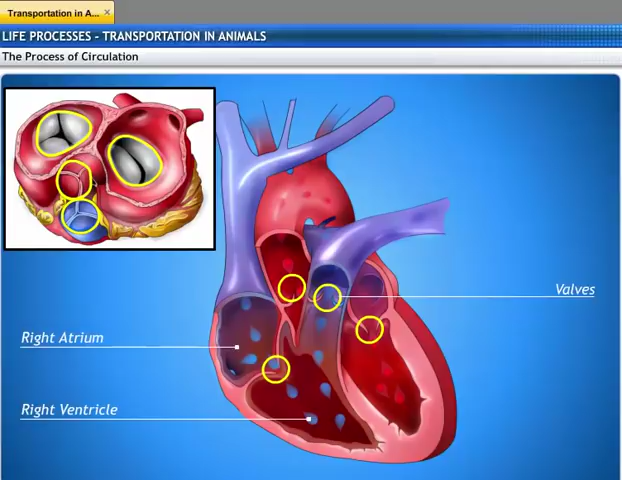 Transportation in A...
LIFE PROCESSES - TRANSPORTATION IN ANIMALS
The Process of Circulation
Valves
Right Atrium
Right Ventricle